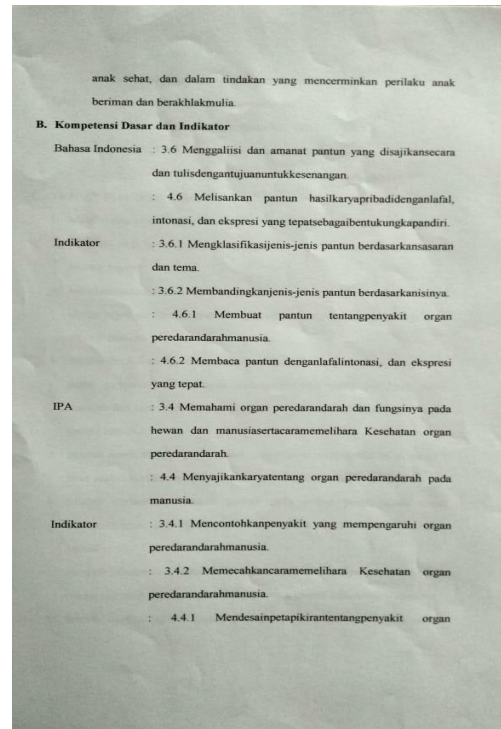 anak sehat, dan dalam tindakan yang mencerminkan perilaku anak
beriman dan berakhlakmulia.
B. Kompetensi Dasar dan Indikator
Bahasa Indonesia : 3.6 Menggaliisi dan amanat pantun yang disajikansecara
dan tulisdengantujuanuntukkesenangan.
: 4.6 Melisankan pantun hasilkaryapribadidenganlafal,
intonasi, dan ekspresi yang tepatsebagaibentukungkapandiri.
Indikator : 3.6.1 Mengklasifikasijenis-jenis pantun berdasarkansasaran
dan tema.
: 3.6.2 Membandingkanjenis-jenis pantun berdasarkanisinya.
: 4.6.1 Membuat pantun tentangpenyakit organ
peredarandarahmanusia.
: 4.6.2 Membaca pantun denganlafalintonasi, dan ekspresi
yang tepat.
IPA : 3.4 Memahami organ peredarandarah dan fungsinya pada
hewan dan manusiasertacaramemelihara Kesehatan organ
peredarandarah.
: 4.4 Menyajikankaryatentang organ peredarandarah pada
manusia.
Indikator : 3.4.1 Mencontohkanpenyakit yang mempengaruhi organ
peredarandarahmanusia.
: 3.4.2 Memecahkancaramemelihara Kesehatan organ
peredarandarahmanusia.
: 4.4.1 Mendesainpetapikirantentangpenyakit organ